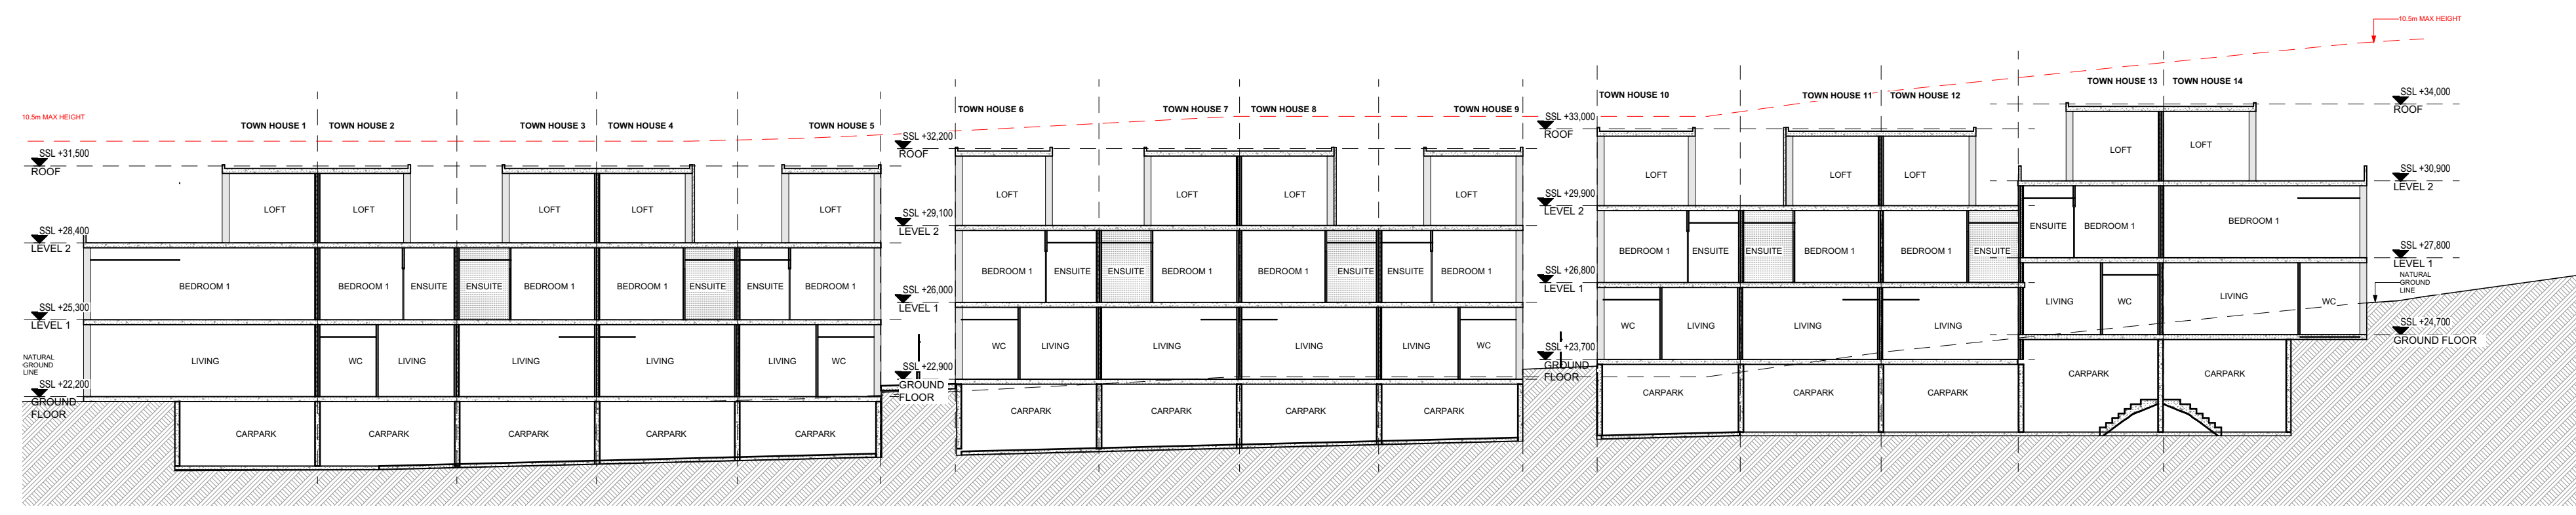 10.5m MAX HEIGHT
10.5m MAX HEIGHT
TOWN HOUSE 1
TOWN HOUSE 2
TOWN HOUSE 3
TOWN HOUSE 4
TOWN HOUSE 5
TOWN HOUSE 6
TOWN HOUSE 7
TOWN HOUSE 8
TOWN HOUSE 9
TOWN HOUSE 10
TOWN HOUSE 11
TOWN HOUSE 12
TOWN HOUSE 13
TOWN HOUSE 14
SSL +31,500
ROOF
LOFT
LOFT
LOFT
LOFT
LOFT
SSL +28,400
LEVEL 2
BEDROOM 1
BEDROOM 1
ENSUITE
ENSUITE
BEDROOM 1
BEDROOM 1
ENSUITE
ENSUITE
BEDROOM 1
SSL +25,300
LEVEL 1
LIVING
WC
LIVING
LIVING
LIVING
LIVING
WC
NATURAL
GROUND
LINE
SSL +22,200
GROUND
FLOOR
CARPARK
CARPARK
CARPARK
CARPARK
CARPARK
SSL +32,200
ROOF
LOFT
LOFT
LOFT
LOFT
SSL +29,100
LEVEL 2
BEDROOM 1
ENSUITE
ENSUITE
BEDROOM 1
BEDROOM 1
ENSUITE
ENSUITE
BEDROOM 1
SSL +26,000
LEVEL 1
WC
LIVING
LIVING
LIVING
LIVING
WC
SSL +22,900
GROUND
FLOOR
CARPARK
CARPARK
CARPARK
CARPARK
SSL +33,000
ROOF
LOFT
LOFT
LOFT
SSL +29,900
LEVEL 2
BEDROOM 1
ENSUITE
ENSUITE
BEDROOM 1
BEDROOM 1
ENSUITE
SSL +26,800
LEVEL 1
WC
LIVING
LIVING
LIVING
SSL +23,700
GROUND
FLOOR
CARPARK
CARPARK
CARPARK
SSL +34,000
ROOF
LOFT
LOFT
SSL +30,900
LEVEL 2
ENSUITE
BEDROOM 1
BEDROOM 1
SSL +27,800
LEVEL 1
NATURAL
GROUND
LINE
LIVING
WC
LIVING
WC
SSL +24,700
GROUND FLOOR
CARPARK
CARPARK